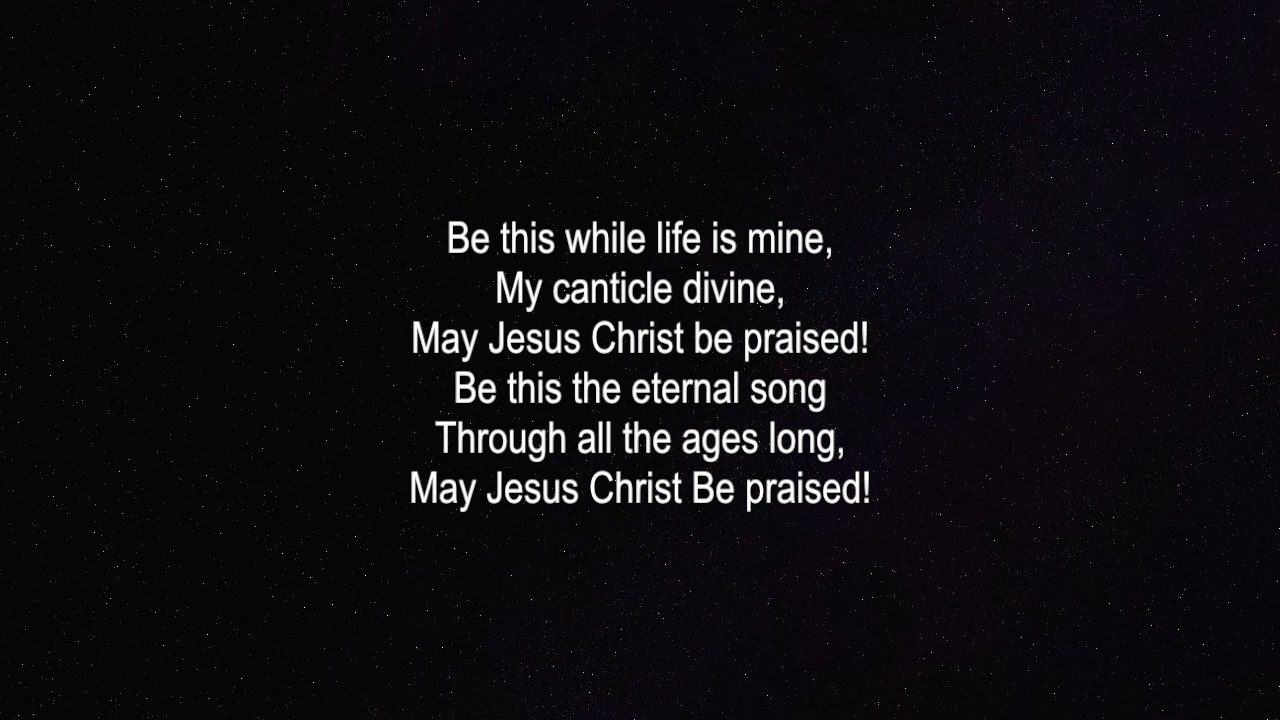 Be this while life is mine,
My canticle divine,
May Jesus Christ be praised!
Be this the eternal song
Through all the ages long,
May Jesus Christ Be praised!